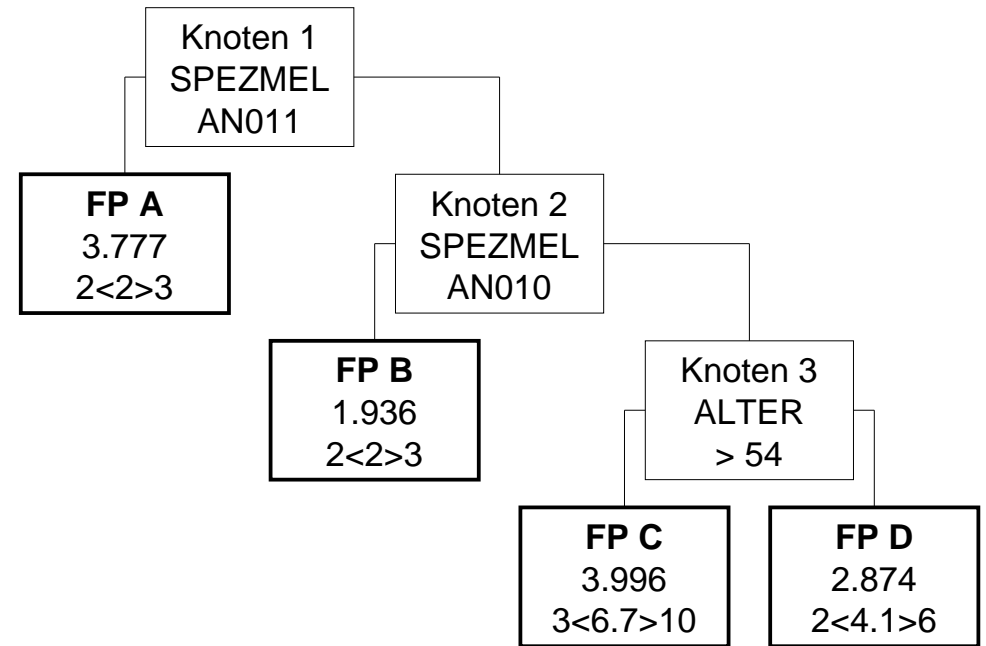 Knoten 1
SPEZMEL
AN011
FP A
3.777
2<2>3
Knoten 2
SPEZMEL
AN010
FP B
1.936
2<2>3
Knoten 3
ALTER
> 54
FP C
3.996
3<6.7>10
FP D
2.874
2<4.1>6